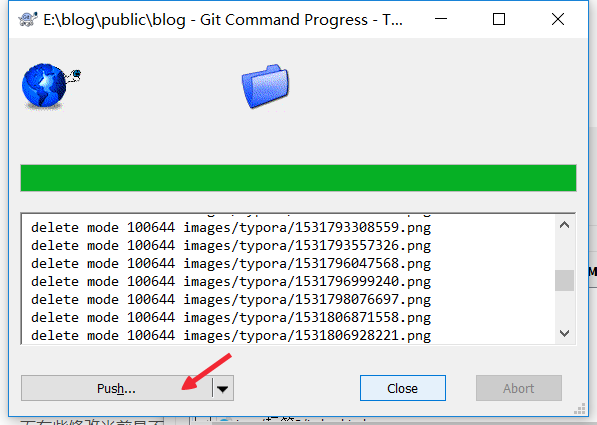 E:\blog\public\blog - Git Command Progress - T...
delete mode 100644 images/typora/1531793308559.png
delete mode 100644 images/typora/1531793557326.png
delete mode 100644 images/typora/1531796047568.png
delete mode 100644 images/typora/1531796999240.png
delete mode 100644 images/typora/1531798076697.png
delete mode 100644 images/typora/1531806871558.png
delete mode 100644 images/typora/1531806928221.png
Push...
Close
Abort
M